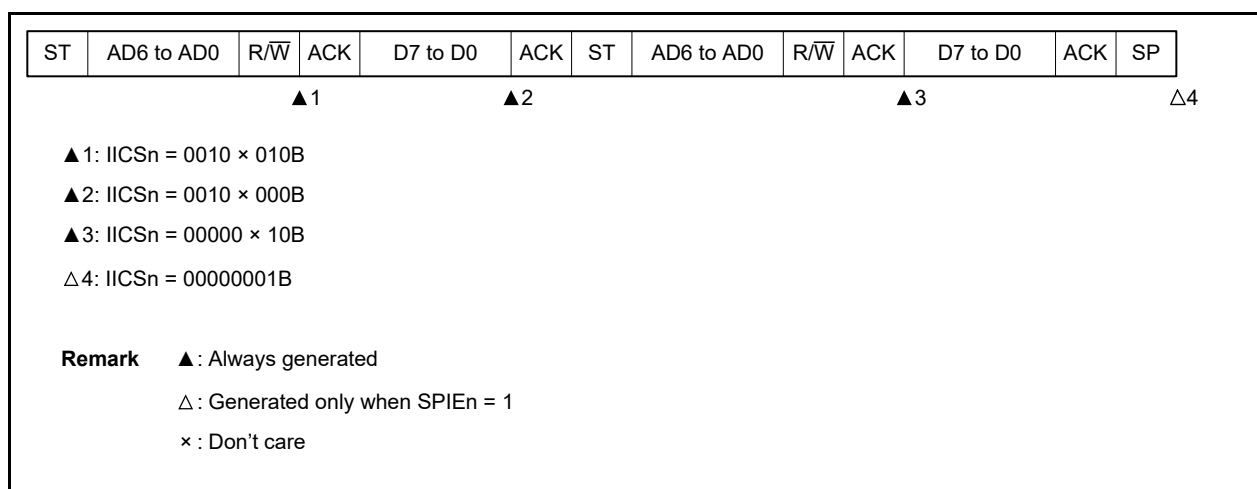 ST AD6 to AD0 R/W̅ ACK D7 to D0 ACK ST AD6 to AD0 R/W̅ ACK D7 to D0 ACK SP
▲1 ▲2 ▲3 △4
▲1: IICSn = 0010 × 010B
▲2: IICSn = 0010 × 000B
▲3: IICSn = 00000 × 10B
△4: IICSn = 00000001B
Remark ▲: Always generated
△: Generated only when SPIEn = 1
×: Don't care